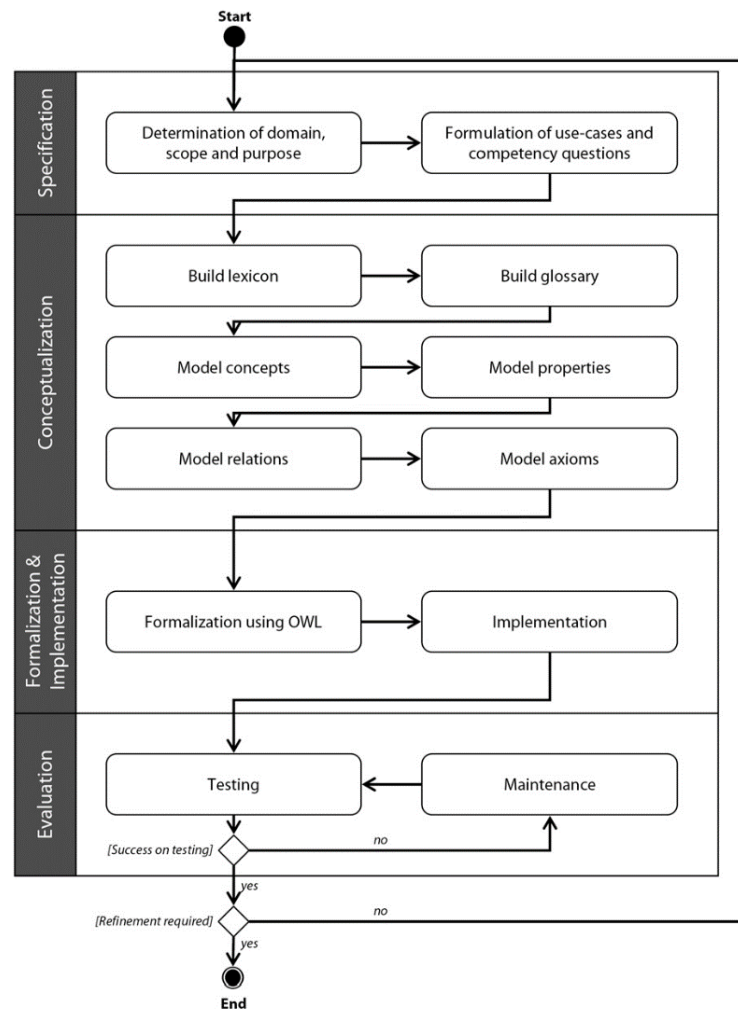 Start
Specification
Determination of domain,
scope and purpose
Formulation of use-cases and
competency questions
Conceptualization
Build lexicon
Build glossary
Model concepts
Model properties
Model relations
Model axioms
Formalization &
Implementation
Formalization using OWL
Implementation
Evaluation
Testing
Maintenance
[Success on testing]
no
yes
[Refinement required]
no
yes
End